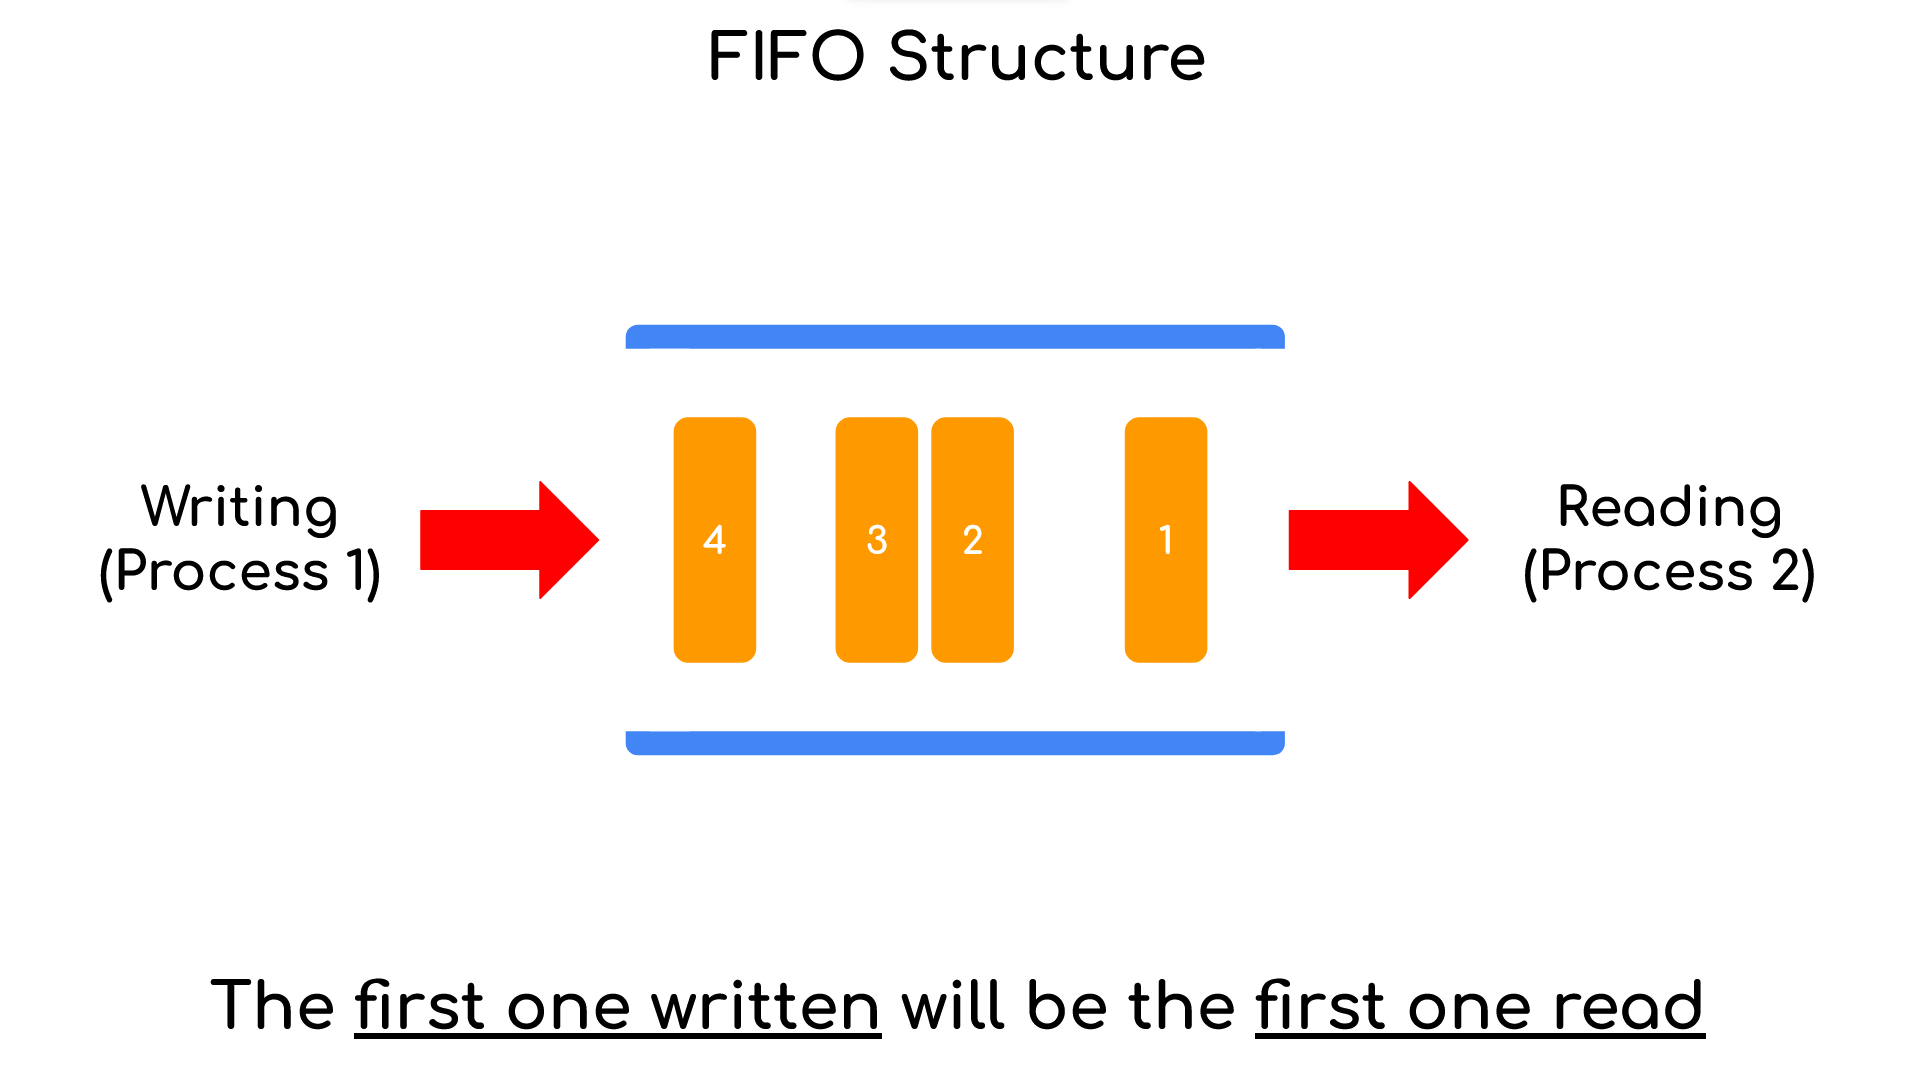 FIFO Structure
Writing
(Process 1)
4
3
2
1
Reading
(Process 2)
The first one written will be the first one read